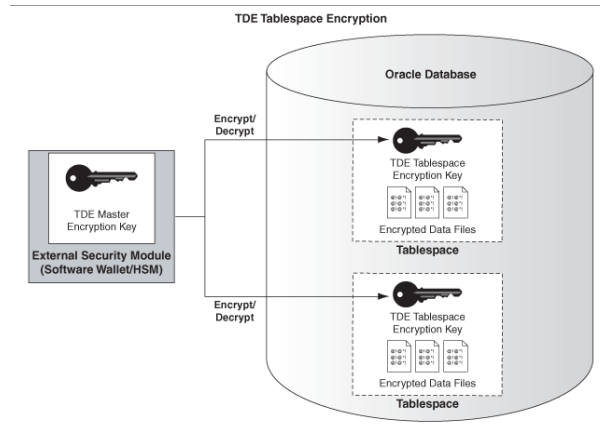 TDE Tablespace Encryption
Oracle Database
Encrypt/
Decrypt
TDE Tablespace
Encryption Key
Encrypted Data Files
Tablespace
TDE Master
Encryption Key
External Security Module
(Software Wallet/HSM)
Encrypt/
Decrypt
TDE Tablespace
Encryption Key
Encrypted Data Files
Tablespace